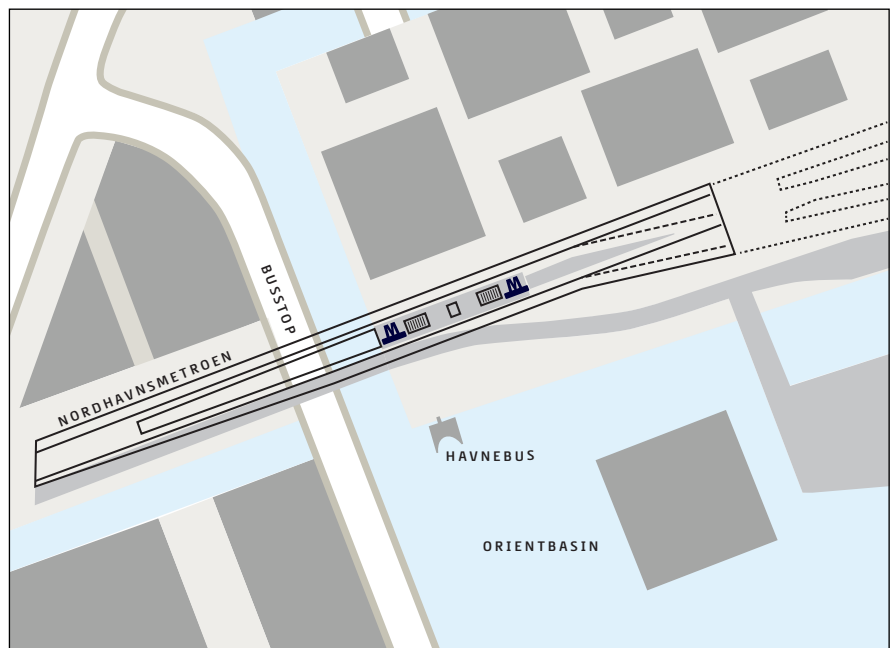 BUSSTOP
NORDHAVNSMETROEN
M
M
HAVNEBUS
ORIENTBASIN